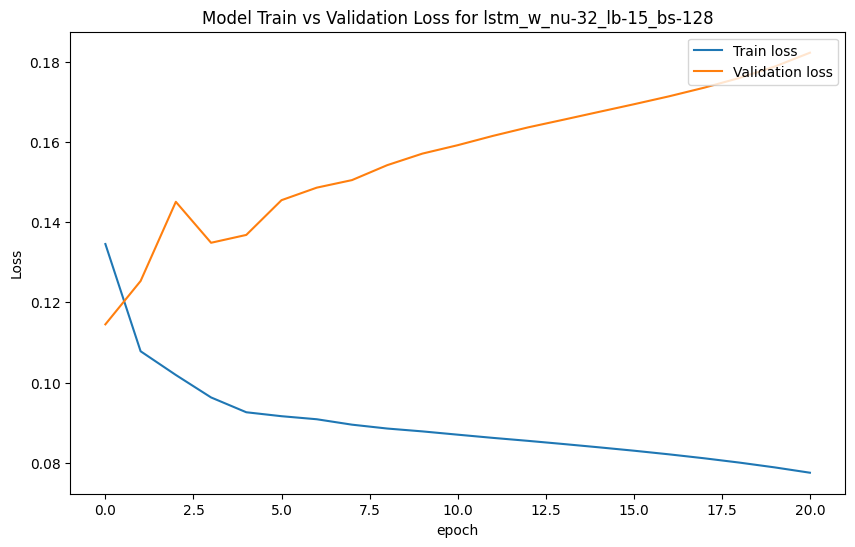 Model Train vs Validation Loss for lstm_w_nu-32_lb-15_bs-128
Train loss
Validation loss
0.18
0.16
0.14
0.12
0.10
0.08
Loss
0.0 2.5 5.0 7.5 10.0 12.5 15.0 17.5 20.0
epoch